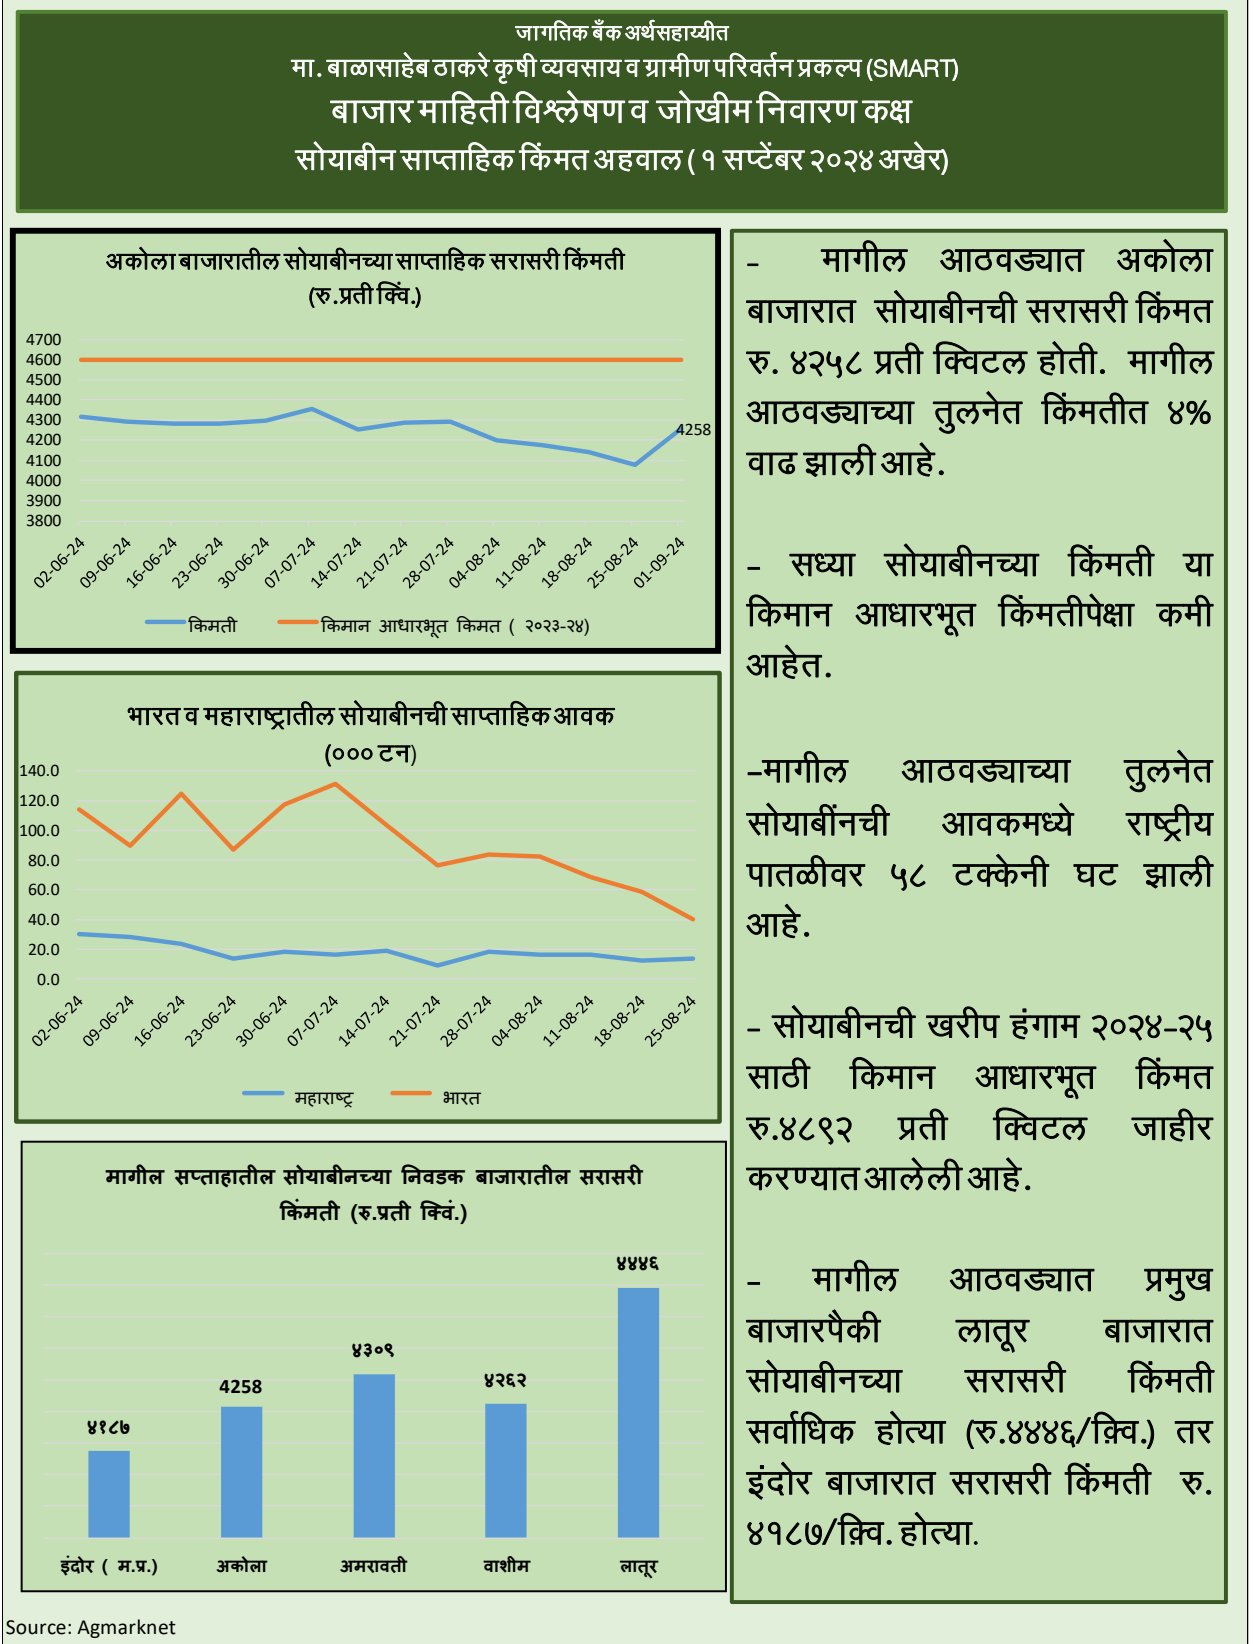 जागतिक बँक अर्थसहाय्यीत
मा. बाळासाहेब ठाकरे कृषी व्यवसाय व ग्रामीण परिवर्तन प्रकल्प (SMART)
बाजार माहिती विश्लेषण व जोखीम निवारण कक्ष
सोयाबीन साप्ताहिक किंमत अहवाल ( १ सप्टेंबर २०२४ अखेर)
अकोला बाजारातील सोयाबीनच्या साप्ताहिक सरासरी किंमती
(रु.प्रती क्विं.)
4700
4600
4500
4400
4300
4200
4100
4000
3900
3800
4258
02-06-24
09-06-24
16-06-24
23-06-24
30-06-24
07-07-24
14-07-24
21-07-24
28-07-24
04-08-24
11-08-24
18-08-24
25-08-24
01-09-24
किमती
किमान आधारभूत किमत ( २०२३-२४)
भारत व महाराष्ट्रातील सोयाबीनची साप्ताहिक आवक
(००० टन)
140.0
120.0
100.0
80.0
60.0
40.0
20.0
0.0
02-06-24
09-06-24
16-06-24
23-06-24
30-06-24
07-07-24
14-07-24
21-07-24
28-07-24
04-08-24
11-08-24
18-08-24
25-08-24
महाराष्ट्र
भारत
मागील सप्ताहातील सोयाबीनच्या निवडक बाजारातील सरासरी
किंमती (रु.प्रती क्विं.)
४१८७
4258
४३०९
४२६२
४४४६
इंदोर ( म.प्र.)
अकोला
अमरावती
वाशीम
लातूर
- मागील आठवड्यात अकोला
बाजारात सोयाबीनची सरासरी किंमत
रु. ४२५८ प्रती क्विटल होती. मागील
आठवड्याच्या तुलनेत किंमतीत ४%
वाढ झाली आहे.
- सध्या सोयाबीनच्या किंमती या
किमान आधारभूत किंमतीपेक्षा कमी
आहेत.
-मागील आठवड्याच्या तुलनेत
सोयाबींनची आवकमध्ये राष्ट्रीय
पातळीवर ५८ टक्केनी घट झाली
आहे.
- सोयाबीनची खरीप हंगाम २०२४-२५
साठी किमान आधारभूत किंमत
रु.४८९२ प्रती क्विटल जाहीर
करण्यात आलेली आहे.
- मागील आठवड्यात प्रमुख
बाजारपैकी लातूर बाजारात
सोयाबीनच्या सरासरी किंमती
सर्वाधिक होत्या (रु.४४४६/क़्वि.) तर
इंदोर बाजारात सरासरी किंमती रु.
४१८७/क़्वि. होत्या.
Source: Agmarknet